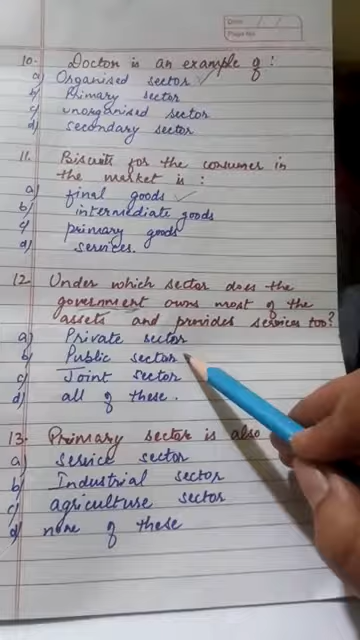 Date / /
Page No.
10. Doctor is an example of :
a) Organised sector ✓
b) Primary sector
c) unorganised sector
d) secondary sector
11. Biscuits for the consumer in
the market is :
a) final goods ✓
b) intermediate goods
c) primary goods
d) services.
12. Under which sector does the
government owns most of the
assets and provides services too?
a) Private sector
b) Public sector
c) Joint sector
d) all of these.
13. Primary sector is also
a) service sector
b) Industrial sector
c) agriculture sector
d) none of these